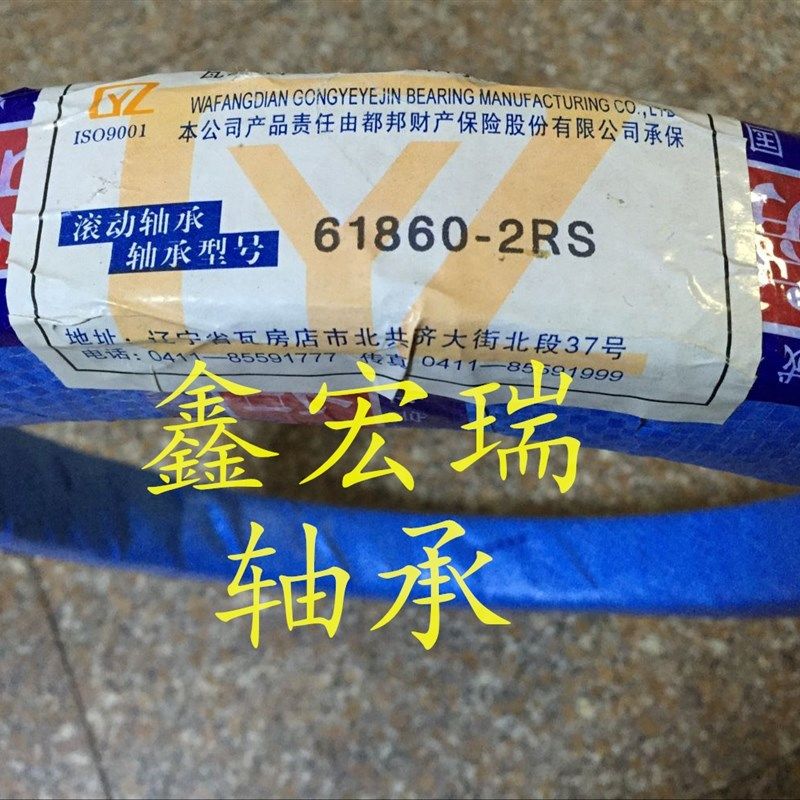 CYZ
ISO9001
WAFANGDIAN GONGYEYEJIN BEARING MANUFACTURING CO.,LTD
本公司产品责任由都邦财产保险股份有限公司承保
滚动轴承
轴承型号
61860-2RS
地址:辽宁省瓦房店市北共济大街北段37号
电话:0411—85591777 传真 0411—85591999
国
鑫宏瑞
轴承